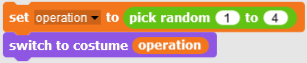 set operation to pick random 1 to 4
switch to costume operation